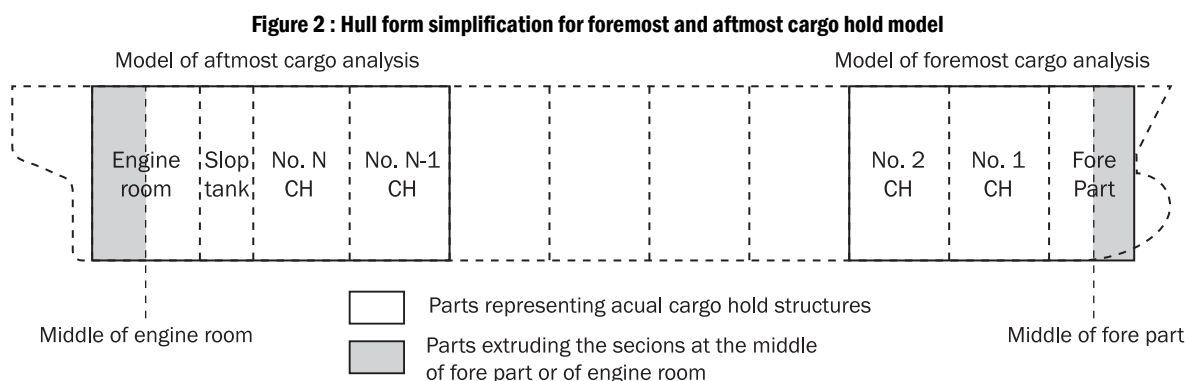 Figure 2 : Hull form simplification for foremost and aftmost cargo hold model
Model of aftmost cargo analysis
Model of foremost cargo analysis
Engine
room
Slop
tank
No. N
CH
No. N-1
CH
No. 2
CH
No. 1
CH
Fore
Part
Parts representing acual cargo hold structures
Middle of engine room
Middle of fore part
Parts extruding the secions at the middle
of fore part or of engine room